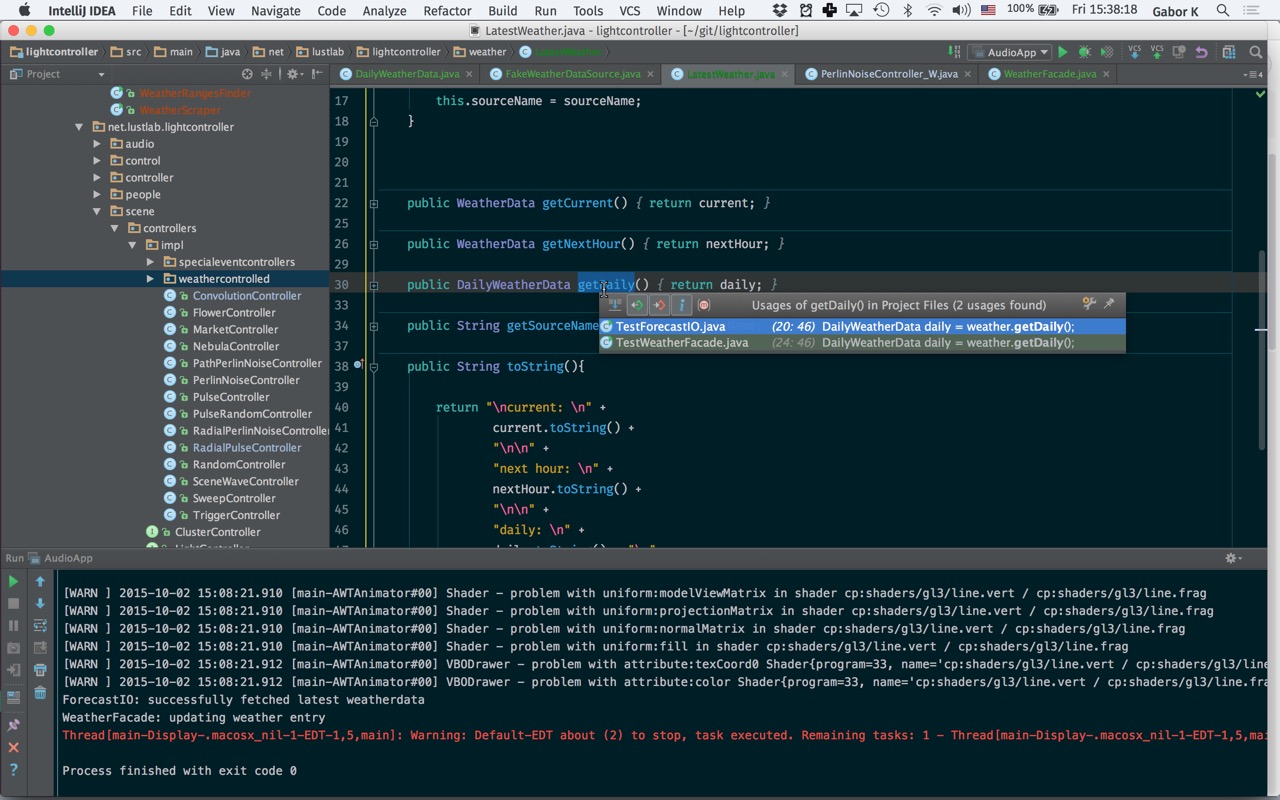 IntelliJ IDEA File Edit View Navigate Code Analyze Refactor Build Run Tools VCS Window Help 100% Fri 15:38:18 Gabor K
LatestWeather.java - lightcontroller - [~/git/lightcontroller]
lightcontroller src main java net lustlab lightcontroller weather LatestWeather AudioApp VCS VCS
Project DailyWeatherData.java FakeWeatherDataSource.java LatestWeather.java PerlinNoiseController_W.java WeatherFacade.java 4
WeatherRangesFinder
WeatherScraper
net.lustlab.lightcontroller
audio
control
controller
people
scene
controllers
impl
specialeventcontrollers
weathercontrolled
ConvolutionController
FlowerController
MarketController
NebulaController
PathPerlinNoiseController
PerlinNoiseController
PulseController
PulseRandomController
RadialPerlinNoiseController
RadialPulseController
RandomController
SceneWaveController
SweepController
TriggerController
ClusterController
17 this.sourceName = sourceName;
18 }
19
20
21
22 public WeatherData getCurrent() { return current; }
25
26 public WeatherData getNextHour() { return nextHour; }
29
30 public DailyWeatherData getDaily() { return daily; }
33 Usages of getDaily() in Project Files (2 usages found)
34 public String getSourceName TestForecastIO.java (20: 46) DailyWeatherData daily = weather.getDaily();
37 TestWeatherFacade.java (24: 46) DailyWeatherData daily = weather.getDaily();
38 public String toString(){
39
40 return "\ncurrent: \n" +
41 current.toString() +
42 "\n\n" +
43 "next hour: \n" +
44 nextHour.toString() +
45 "\n\n" +
46 "daily: \n" +
Run AudioApp
[WARN ] 2015-10-02 15:08:21.910 [main-AWTAnimator#00] Shader - problem with uniform:modelViewMatrix in shader cp:shaders/gl3/line.vert / cp:shaders/gl3/line.frag
[WARN ] 2015-10-02 15:08:21.910 [main-AWTAnimator#00] Shader - problem with uniform:projectionMatrix in shader cp:shaders/gl3/line.vert / cp:shaders/gl3/line.frag
[WARN ] 2015-10-02 15:08:21.910 [main-AWTAnimator#00] Shader - problem with uniform:normalMatrix in shader cp:shaders/gl3/line.vert / cp:shaders/gl3/line.frag
[WARN ] 2015-10-02 15:08:21.910 [main-AWTAnimator#00] Shader - problem with uniform:fill in shader cp:shaders/gl3/line.vert / cp:shaders/gl3/line.frag
[WARN ] 2015-10-02 15:08:21.912 [main-AWTAnimator#00] VBODrawer - problem with attribute:texCoord0 Shader{program=33, name='cp:shaders/gl3/line.vert / cp:shaders/gl3/line
[WARN ] 2015-10-02 15:08:21.912 [main-AWTAnimator#00] VBODrawer - problem with attribute:color Shader{program=33, name='cp:shaders/gl3/line.vert / cp:shaders/gl3/line.fra
ForecastIO: successfully fetched latest weatherdata
WeatherFacade: updating weather entry
Thread[main-Display-.macosx_nil-1-EDT-1,5,main]: Warning: Default-EDT about (2) to stop, task executed. Remaining tasks: 1 - Thread[main-Display-.macosx_nil-1-EDT-1,5,mai
Process finished with exit code 0